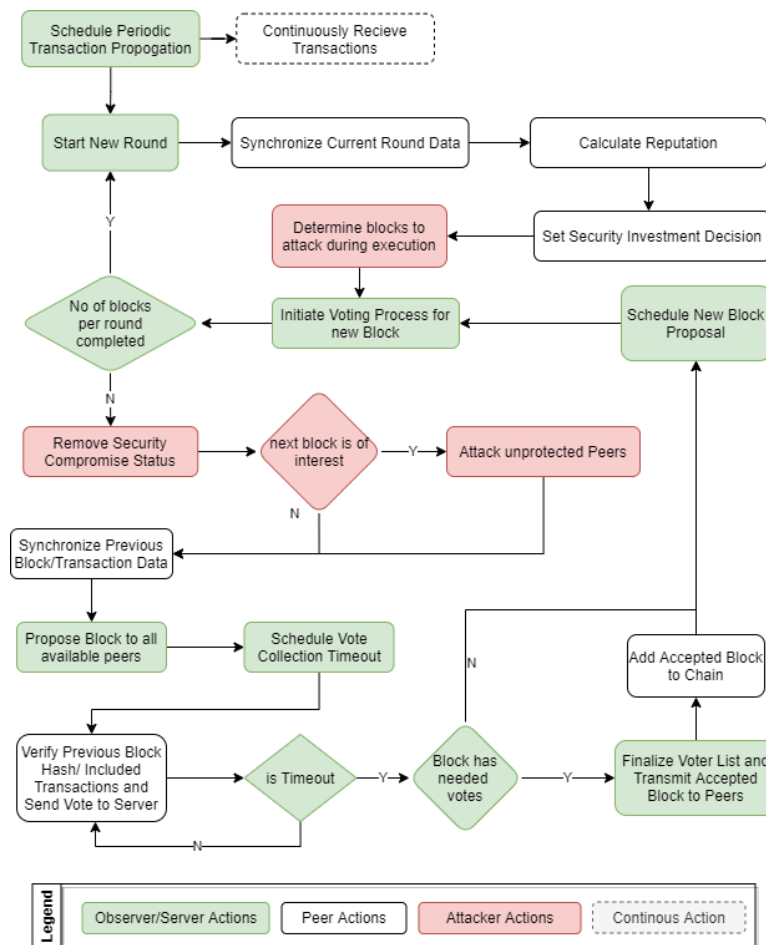 Schedule Periodic
Transaction Propogation
Continuously Recieve
Transactions
Start New Round
Synchronize Current Round Data
Calculate Reputation
Y
Determine blocks to
attack during execution
Set Security Investment Decision
No of blocks
per round
completed
Initiate Voting Process for
new Block
Schedule New Block
Proposal
N
Remove Security
Compromise Status
next block is of
interest
Y
Attack unprotected Peers
N
Synchronize Previous
Block/Transaction Data
Propose Block to all
available peers
Schedule Vote
Collection Timeout
N
Add Accepted Block
to Chain
Verify Previous Block
Hash/ Included
Transactions and
Send Vote to Server
is Timeout
Y
Block has
needed
votes
Y
Finalize Voter List and
Transmit Accepted
Block to Peers
N
Legend
Observer/Server Actions
Peer Actions
Attacker Actions
Continous Action